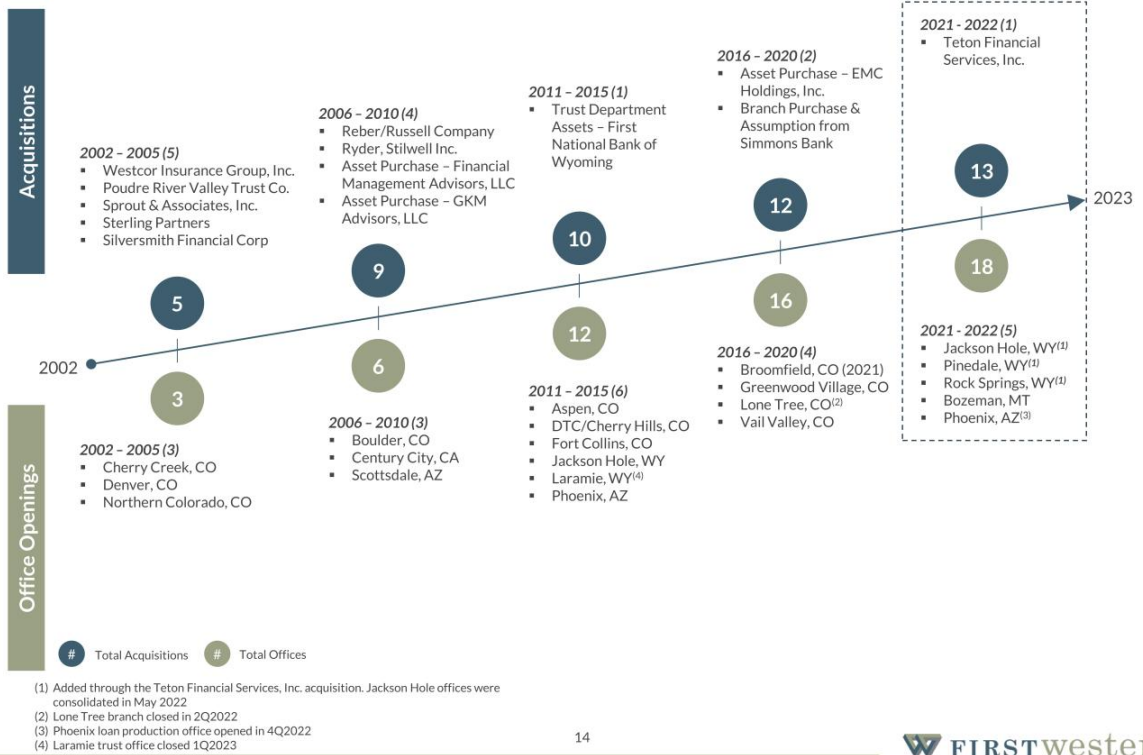 Acquisitions
2002 – 2005 (5)
▪ Westcor Insurance Group, Inc.
▪ Poudre River Valley Trust Co.
▪ Sprout & Associates, Inc.
▪ Sterling Partners
▪ Silversmith Financial Corp
2006 – 2010 (4)
▪ Reber/Russell Company
▪ Ryder, Stilwell Inc.
▪ Asset Purchase – Financial
Management Advisors, LLC
▪ Asset Purchase – GKM
Advisors, LLC
2011 – 2015 (1)
▪ Trust Department
Assets – First
National Bank of
Wyoming
2016 – 2020 (2)
▪ Asset Purchase – EMC
Holdings, Inc.
▪ Branch Purchase &
Assumption from
Simmons Bank
2021 - 2022 (1)
▪ Teton Financial
Services, Inc.
5
9
10
12
13
2002
2023
3
6
12
16
18
Office Openings
2002 – 2005 (3)
▪ Cherry Creek, CO
▪ Denver, CO
▪ Northern Colorado, CO
2006 – 2010 (3)
▪ Boulder, CO
▪ Century City, CA
▪ Scottsdale, AZ
2011 – 2015 (6)
▪ Aspen, CO
▪ DTC/Cherry Hills, CO
▪ Fort Collins, CO
▪ Jackson Hole, WY
▪ Laramie, WY(4)
▪ Phoenix, AZ
2016 – 2020 (4)
▪ Broomfield, CO (2021)
▪ Greenwood Village, CO
▪ Lone Tree, CO(2)
▪ Vail Valley, CO
2021 - 2022 (5)
▪ Jackson Hole, WY(1)
▪ Pinedale, WY(1)
▪ Rock Springs, WY(1)
▪ Bozeman, MT
▪ Phoenix, AZ(3)
# Total Acquisitions # Total Offices
(1) Added through the Teton Financial Services, Inc. acquisition. Jackson Hole offices were
consolidated in May 2022
(2) Lone Tree branch closed in 2Q2022
(3) Phoenix loan production office opened in 4Q2022
(4) Laramie trust office closed 1Q2023
14
FIRST